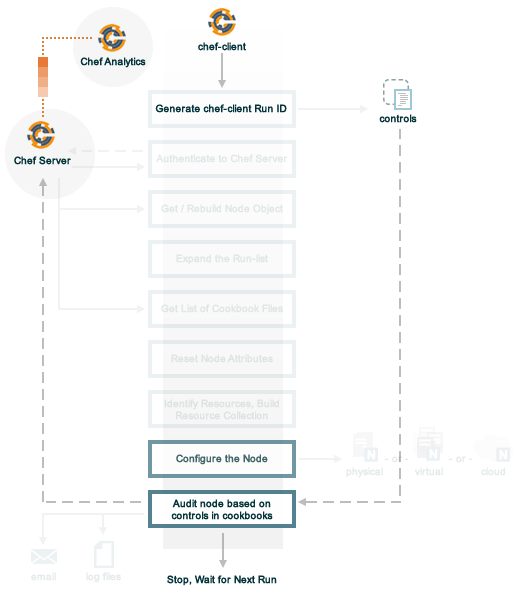 chef-client
Chef Analytics
Generate chef-client Run ID
controls
Chef Server
Authenticate to Chef Server
Get / Rebuild Node Object
Expand the Run-list
Get List of Cookbook Files
Reset Node Attributes
Identify Resources, Build
Resource Collection
Configure the Node
N
N
N
- or -
- or -
physical
virtual
cloud
Audit node based on
controls in cookbooks
email
log files
Stop, Wait for Next Run